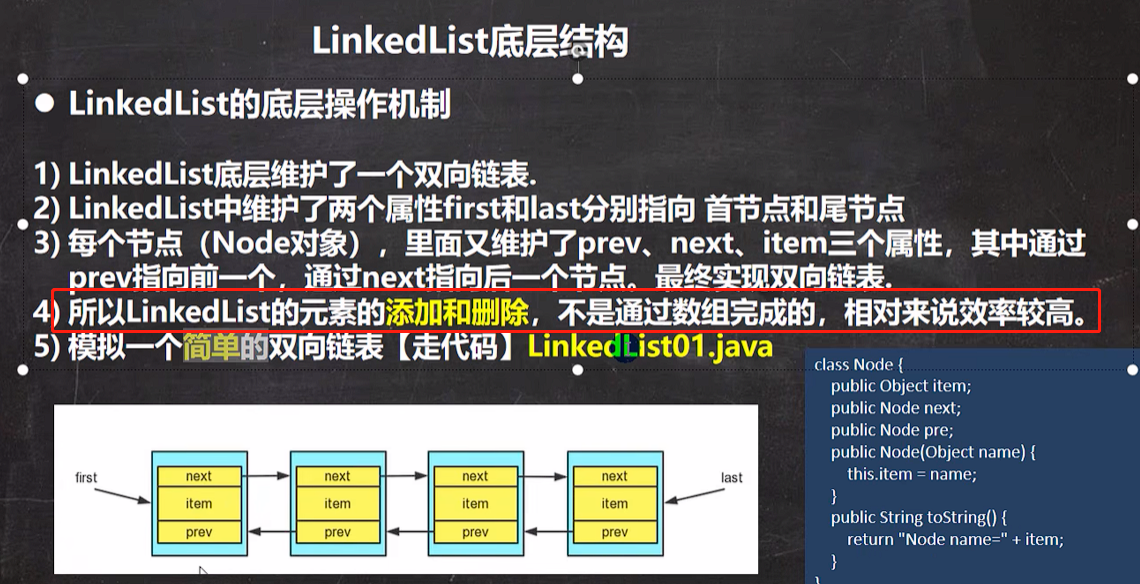 LinkedList底层结构
● LinkedList的底层操作机制
1) LinkedList底层维护了一个双向链表.
2) LinkedList中维护了两个属性first和last分别指向 首节点和尾节点
3) 每个节点（Node对象），里面又维护了prev、next、item三个属性，其中通过
prev指向前一个，通过next指向后一个节点。最终实现双向链表.
4) 所以LinkedList的元素的添加和删除，不是通过数组完成的，相对来说效率较高。
5) 模拟一个简单的双向链表【走代码】LinkedList01.java
first
next
item
prev
next
item
prev
next
item
prev
next
item
prev
last
class Node {
public Object item;
public Node next;
public Node pre;
public Node(Object name) {
this.item = name;
}
public String toString() {
return "Node name=" + item;
}
}